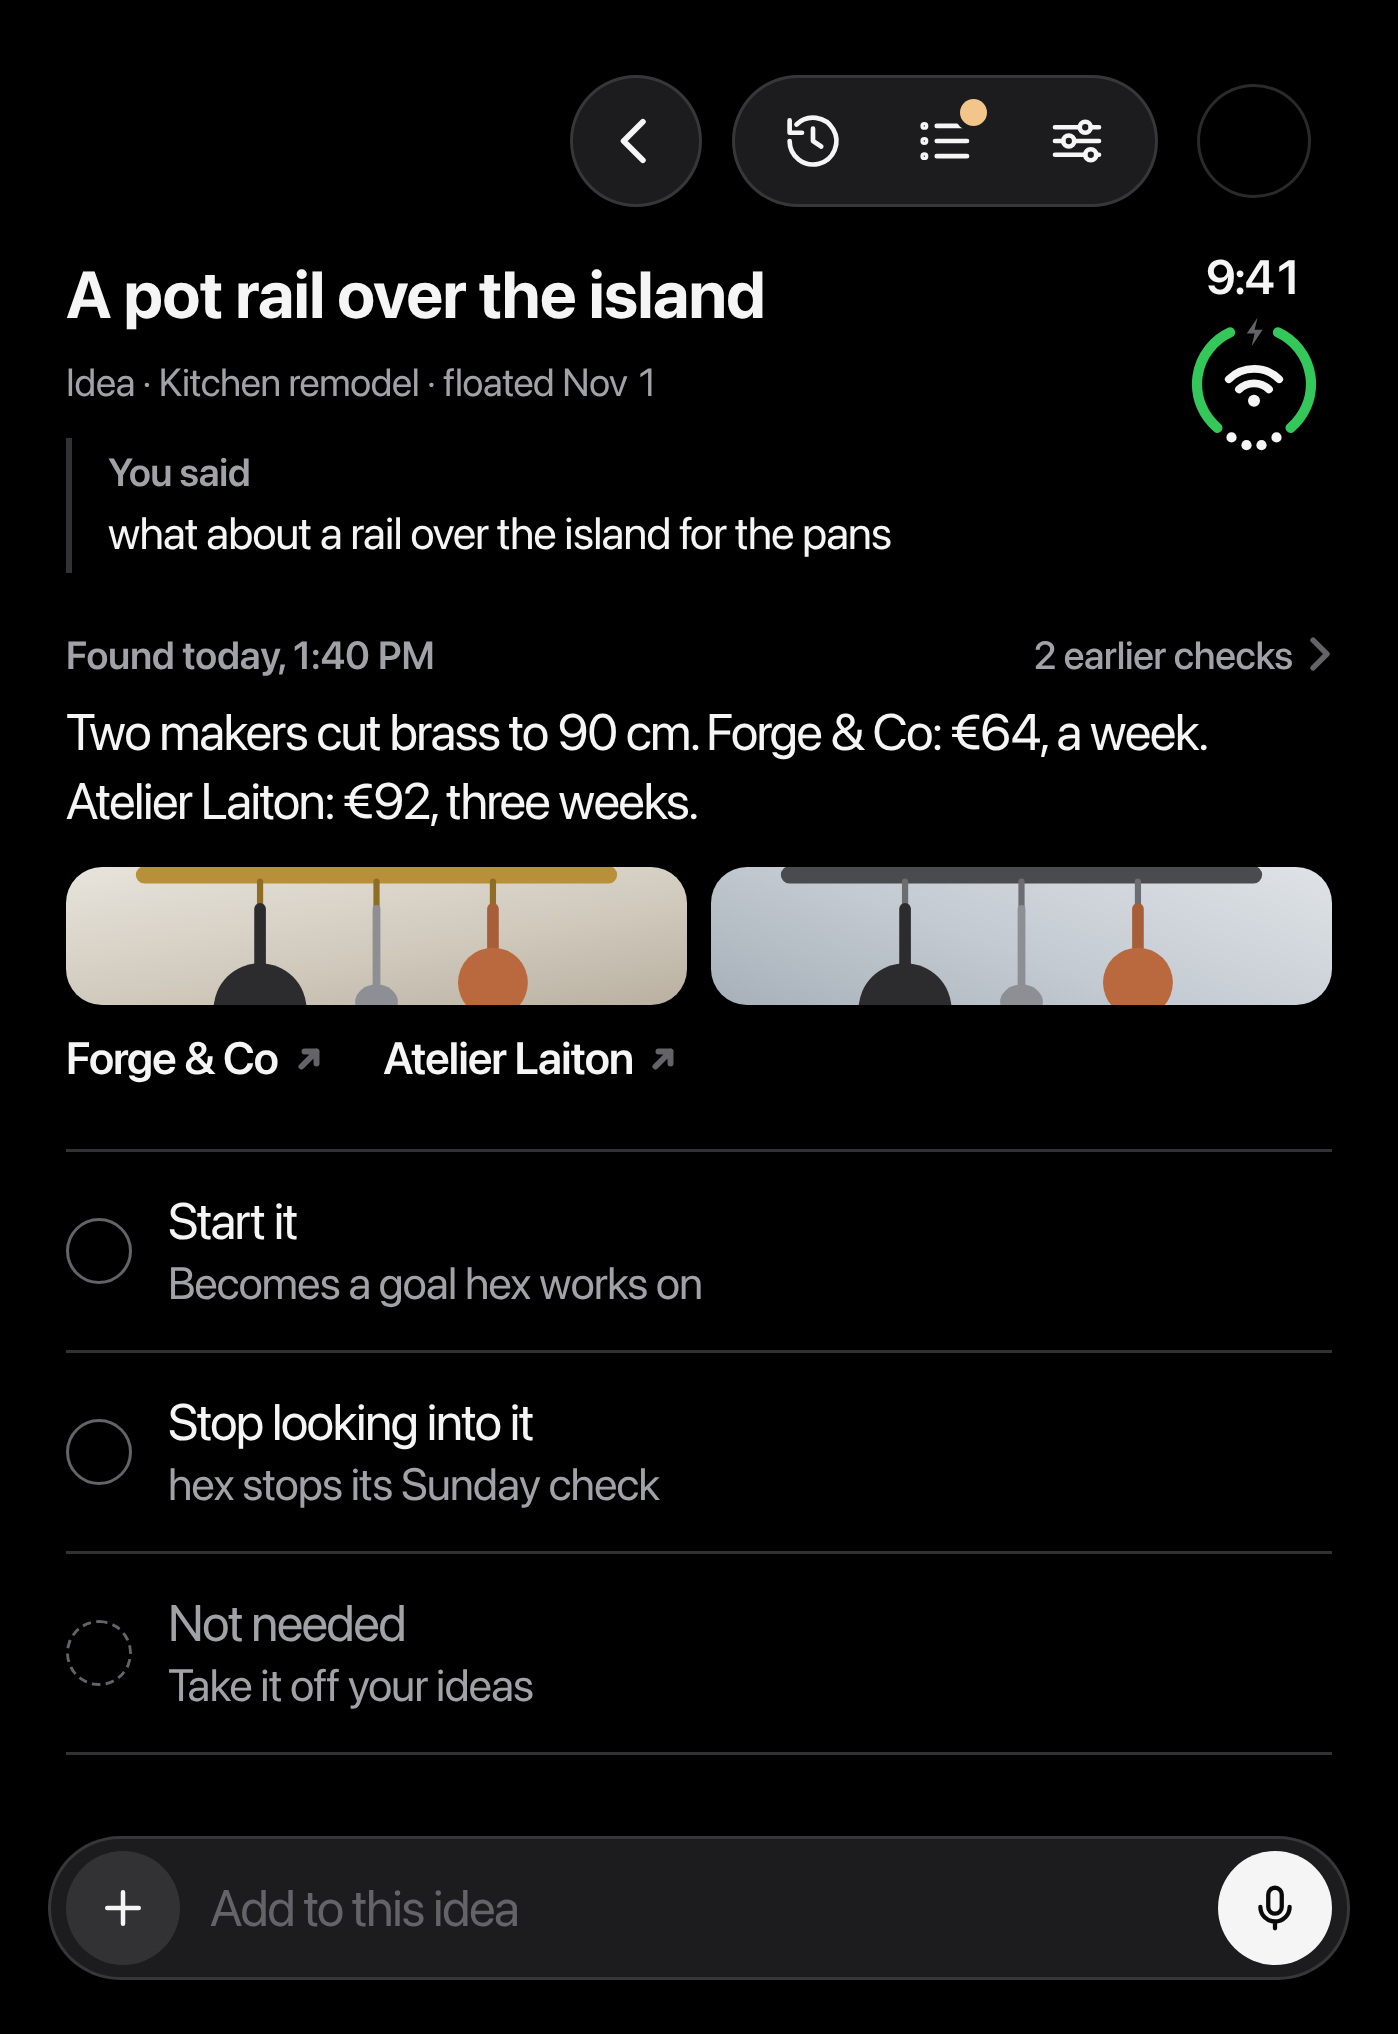 A pot rail over the island
9:41
Idea · Kitchen remodel · floated Nov 1
You said
what about a rail over the island for the pans
Found today, 1:40 PM
2 earlier checks
Two makers cut brass to 90 cm. Forge & Co: €64, a week.
Atelier Laiton: €92, three weeks.
Forge & Co
Atelier Laiton
Start it
Becomes a goal hex works on
Stop looking into it
hex stops its Sunday check
Not needed
Take it off your ideas
Add to this idea